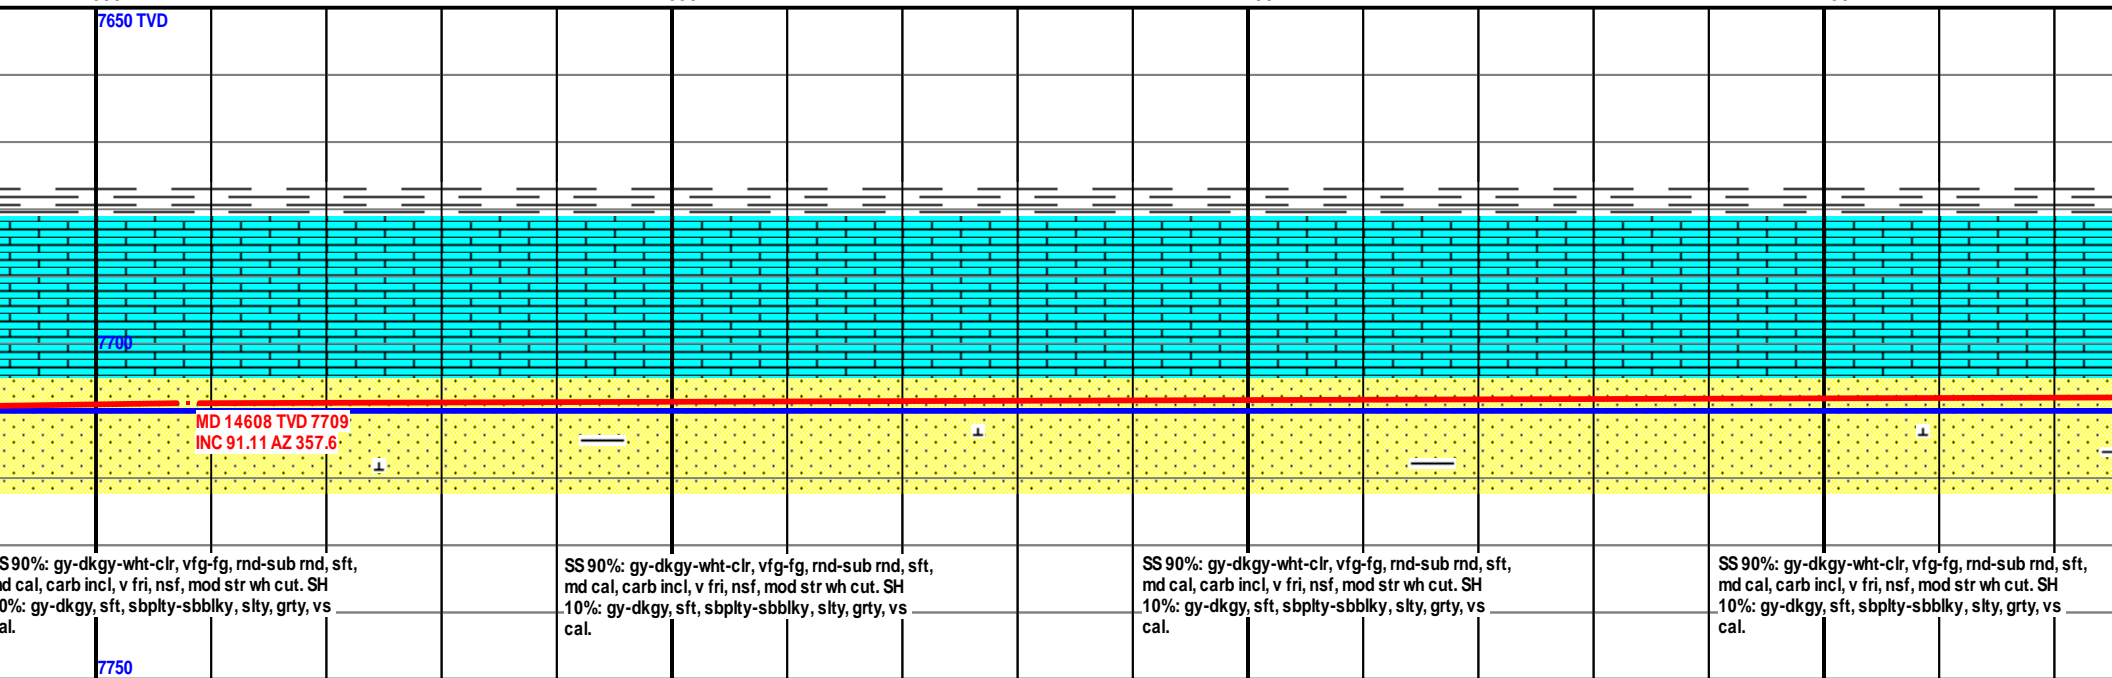 7650 TVD
7700
MD 14608 TVD 7709
INC 91.11 AZ 357.6
S 90%: gy-dkgy-wht-clr, vfg-fg, rnd-sub rnd, sft,
d cal, carb incl, v fri, nsf, mod str wh cut. SH
0%: gy-dkgy, sft, sbplty-sbblky, slty, grty, vs
al.
SS 90%: gy-dkgy-wht-clr, vfg-fg, rnd-sub rnd, sft,
md cal, carb incl, v fri, nsf, mod str wh cut. SH
10%: gy-dkgy, sft, sbplty-sbblky, slty, grty, vs
cal.
SS 90%: gy-dkgy-wht-clr, vfg-fg, rnd-sub rnd, sft,
md cal, carb incl, v fri, nsf, mod str wh cut. SH
10%: gy-dkgy, sft, sbplty-sbblky, slty, grty, vs
cal.
SS 90%: gy-dkgy-wht-clr, vfg-fg, rnd-sub rnd, sft,
md cal, carb incl, v fri, nsf, mod str wh cut. SH
10%: gy-dkgy, sft, sbplty-sbblky, slty, grty, vs
cal.
7750